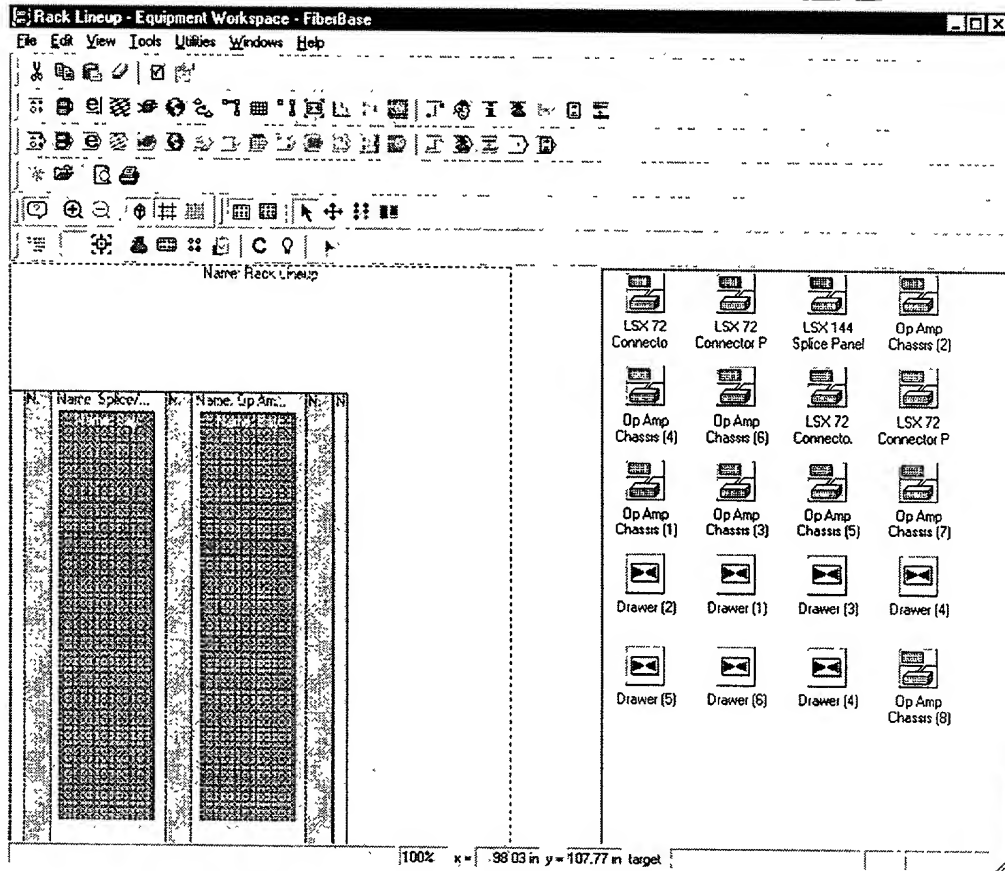 Rack Lineup - Equipment Workspace - FiberBase
File Edit View Tools Utilities Windows Help
Name: Rack Lineup
LSX 72 Connecto
LSX 72 Connector P
LSX 144 Splice Panel
Op Amp Chassis (2)
Op Amp Chassis (4)
Op Amp Chassis (6)
LSX 72 Connecto.
LSX 72 Connector P
Op Amp Chassis (1)
Op Amp Chassis (3)
Op Amp Chassis (5)
Op Amp Chassis (7)
Drawer (2)
Drawer (1)
Drawer (3)
Drawer (4)
Drawer (5)
Drawer (6)
Drawer (4)
Op Amp Chassis (8)
N.
Name: Splice/...
N.
Name: Op Am...
N.
N
100% x = 98.03 in y = 107.77 in target